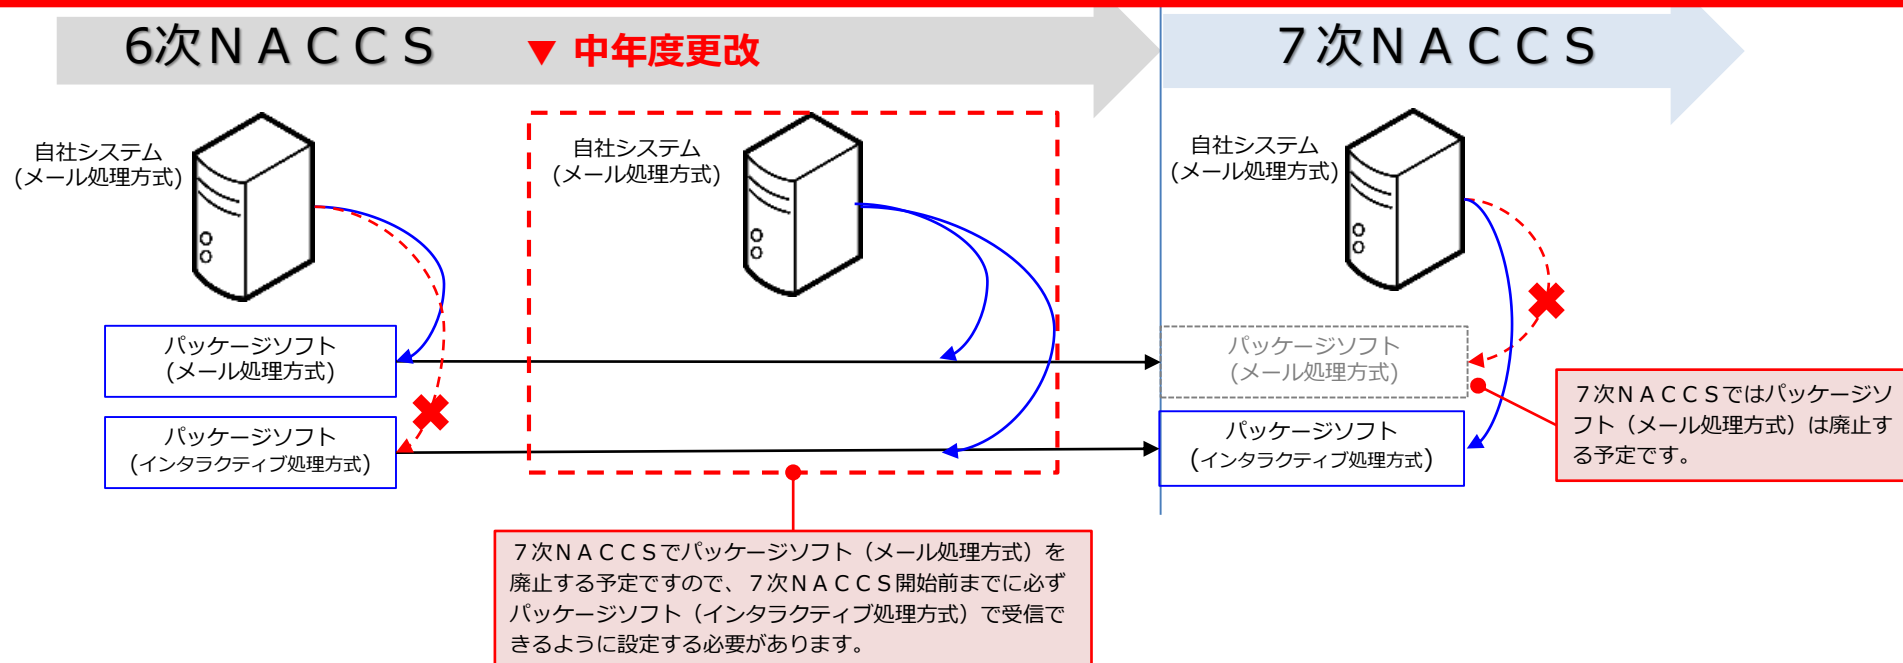 6次ＮＡＣＣＳ
▼ 中年度更改
７次ＮＡＣＣＳ
自社システム
(メール処理方式)
自社システム
(メール処理方式)
自社システム
(メール処理方式)
パッケージソフト
(メール処理方式)
パッケージソフト
(インタラクティブ処理方式)
パッケージソフト
(メール処理方式)
パッケージソフト
(インタラクティブ処理方式)
７次ＮＡＣＣＳではパッケージソ
フト（メール処理方式）は廃止す
る予定です。
７次ＮＡＣＣＳでパッケージソフト（メール処理方式）を
廃止する予定ですので、７次ＮＡＣＣＳ開始前までに必ず
パッケージソフト（インタラクティブ処理方式）で受信で
きるように設定する必要があります。